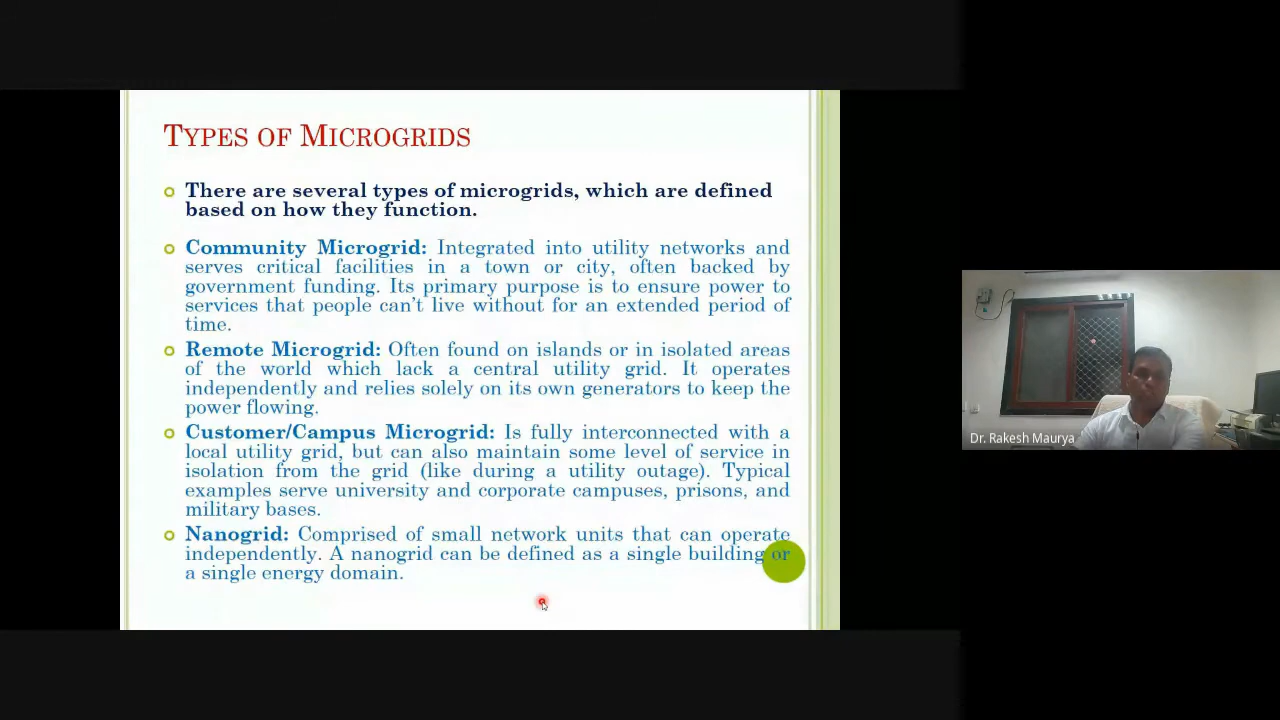 TYPES OF MICROGRIDS
There are several types of microgrids, which are defined
based on how they function.
Community Microgrid: Integrated into utility networks and
serves critical facilities in a town or city, often backed by
government funding. Its primary purpose is to ensure power to
services that people can't live without for an extended period of
time.
Remote Microgrid: Often found on islands or in isolated areas
of the world which lack a central utility grid. It operates
independently and relies solely on its own generators to keep the
power flowing.
Customer/Campus Microgrid: Is fully interconnected with a
local utility grid, but can also maintain some level of service in
isolation from the grid (like during a utility outage). Typical
examples serve university and corporate campuses, prisons, and
military bases.
Nanogrid: Comprised of small network units that can operate
independently. A nanogrid can be defined as a single building or
a single energy domain.
Dr. Rakesh Maurya